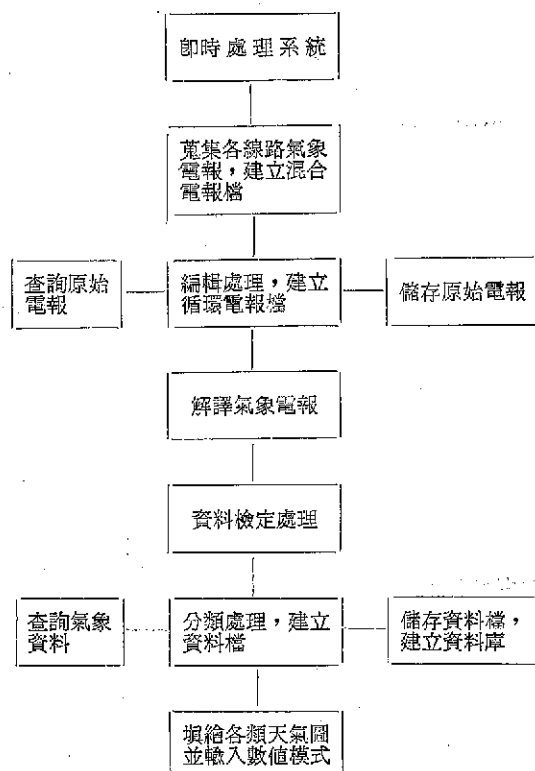 即時處理系統
蒐集各線路氣象
電報，建立混合
電報檔
查詢原始
電報
編輯處理，建立
循環電報檔
儲存原始電報
解譯氣象電報
資料檢定處理
查詢氣象
資料
分類處理，建立
資料檔
儲存資料檔，
建立資料庫
填繪各類天氣圖
並輸入數值模式